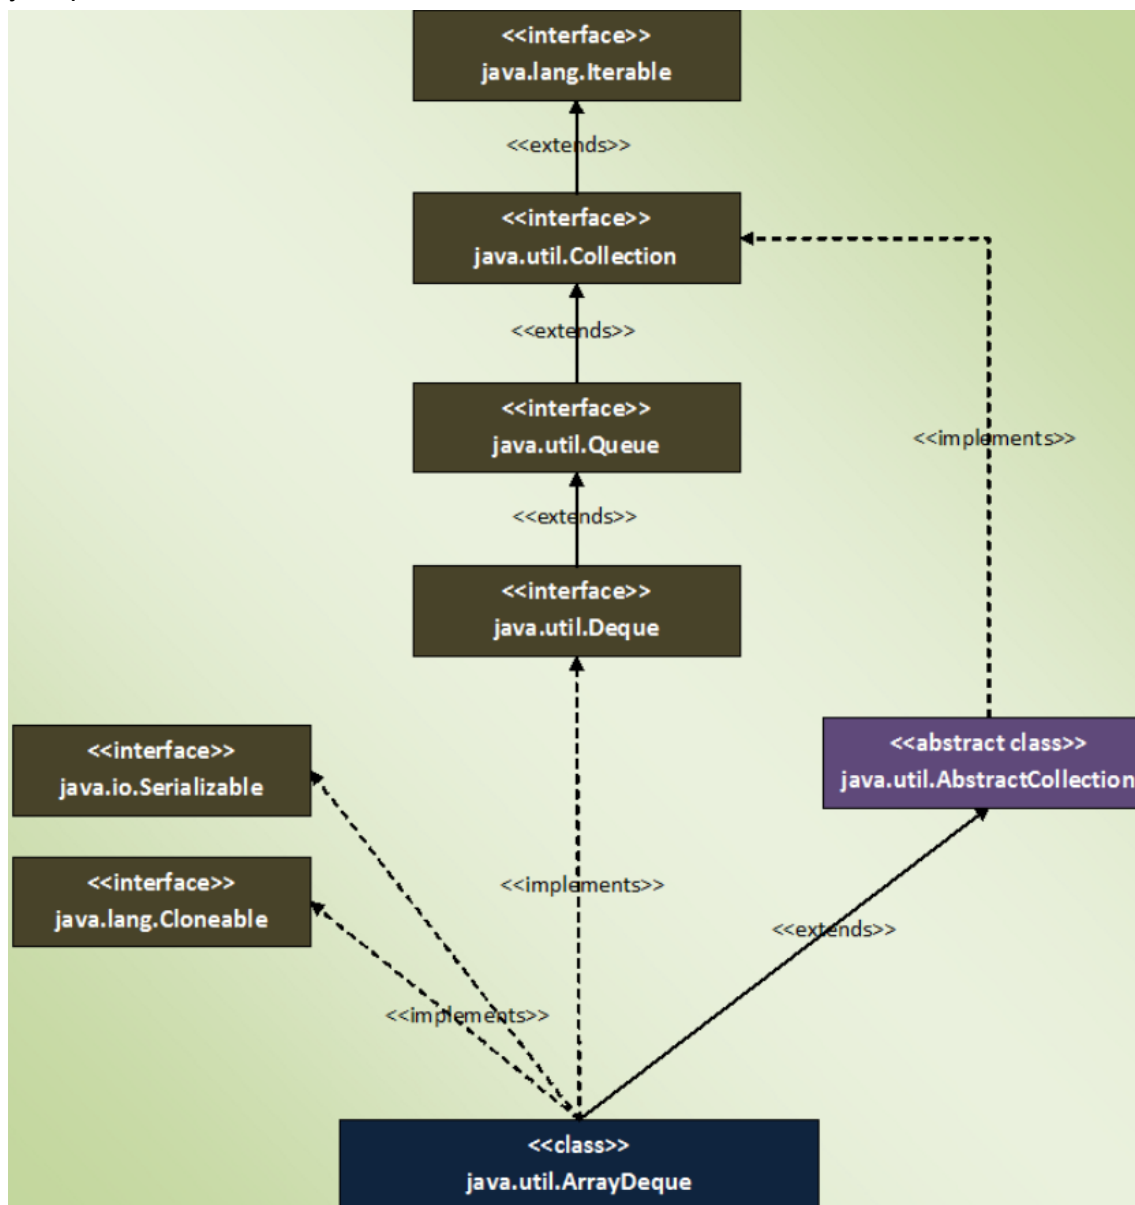 <<interface>>
java.lang.Iterable
<<extends>>
<<interface>>
java.util.Collection
<<extends>>
<<interface>>
java.util.Queue
<<implements>>
<<extends>>
<<interface>>
java.util.Deque
<<interface>>
java.io.Serializable
<<abstract class>>
java.util.AbstractCollection
<<interface>>
java.lang.Cloneable
<<implements>>
<<extends>>
<<implements>>
<<class>>
java.util.ArrayDeque